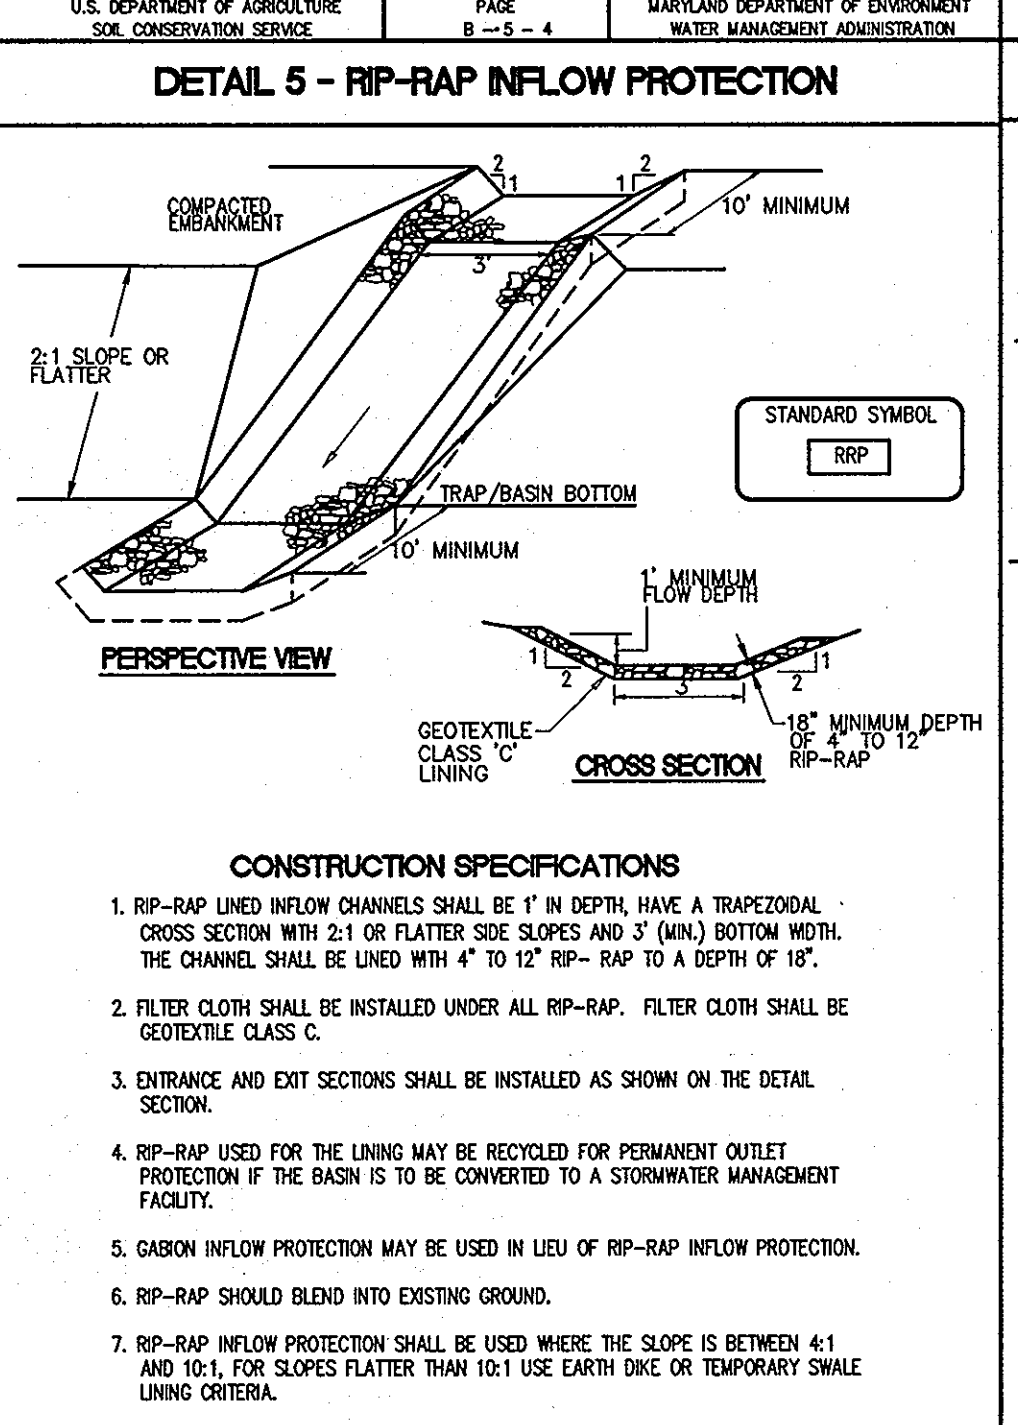 U.S. DEPARTMENT OF AGRICULTURE
SOIL CONSERVATION SERVICE
PAGE
B - 5 - 4
MARYLAND DEPARTMENT OF ENVIRONMENT
WATER MANAGEMENT ADMINISTRATION
DETAIL 5 - RIP-RAP INFLOW PROTECTION
2
1
2
1
COMPACTED
EMBANKMENT
10' MINIMUM
3'
2:1 SLOPE OR
FLATTER
STANDARD SYMBOL
RRP
TRAP/BASIN BOTTOM
10' MINIMUM
PERSPECTIVE VIEW
1' MINIMUM
FLOW DEPTH
1
2
3'
1
2
GEOTEXTILE
CLASS 'C'
LINING
18" MINIMUM DEPTH
OF 4" TO 12"
RIP-RAP
CROSS SECTION
CONSTRUCTION SPECIFICATIONS
1. RIP-RAP LINED INFLOW CHANNELS SHALL BE 1' IN DEPTH, HAVE A TRAPEZOIDAL
CROSS SECTION WITH 2:1 OR FLATTER SIDE SLOPES AND 3' (MIN.) BOTTOM WIDTH.
THE CHANNEL SHALL BE LINED WITH 4" TO 12" RIP- RAP TO A DEPTH OF 18".
2. FILTER CLOTH SHALL BE INSTALLED UNDER ALL RIP-RAP. FILTER CLOTH SHALL BE
GEOTEXTILE CLASS C.
3. ENTRANCE AND EXIT SECTIONS SHALL BE INSTALLED AS SHOWN ON THE DETAIL
SECTION.
4. RIP-RAP USED FOR THE LINING MAY BE RECYCLED FOR PERMANENT OUTLET
PROTECTION IF THE BASIN IS TO BE CONVERTED TO A STORMWATER MANAGEMENT
FACILITY.
5. GABION INFLOW PROTECTION MAY BE USED IN LIEU OF RIP-RAP INFLOW PROTECTION.
6. RIP-RAP SHOULD BLEND INTO EXISTING GROUND.
7. RIP-RAP INFLOW PROTECTION SHALL BE USED WHERE THE SLOPE IS BETWEEN 4:1
AND 10:1, FOR SLOPES FLATTER THAN 10:1 USE EARTH DIKE OR TEMPORARY SWALE
LINING CRITERIA.